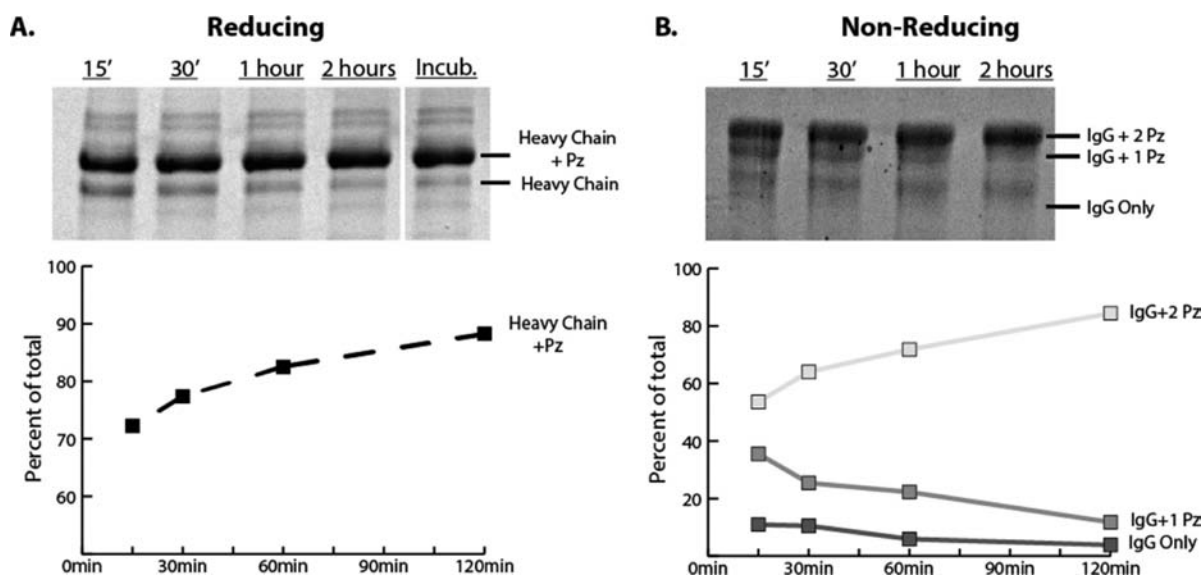 A.
Reducing
15' 30' 1 hour 2 hours Incub.
Heavy Chain
+ Pz
Heavy Chain
100
90
80
70
60
Percent of total
0min 30min 60min 90min 120min
Heavy Chain
+Pz
B.
Non-Reducing
15' 30' 1 hour 2 hours
IgG + 2 Pz
IgG + 1 Pz
IgG Only
100
80
60
40
20
Percent of total
0min 30min 60min 90min 120min
IgG+2 Pz
IgG+1 Pz
IgG Only